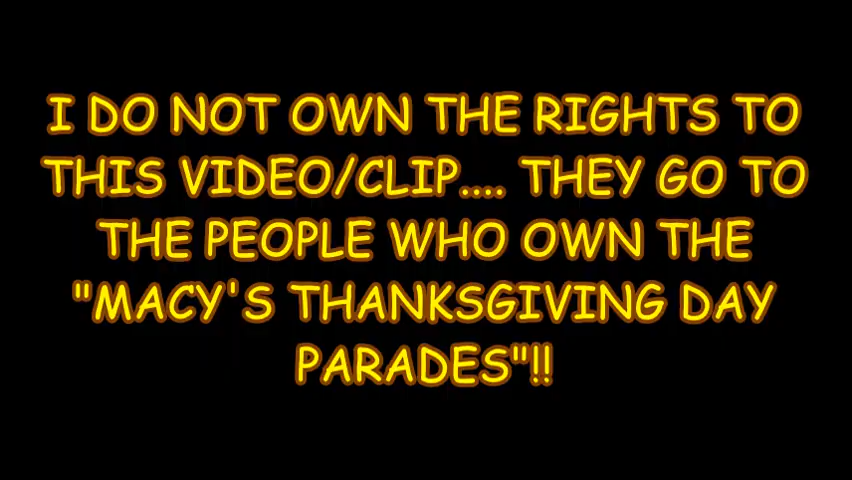 I DO NOT OWN THE RIGHTS TO
THIS VIDEO/CLIP.... THEY GO TO
THE PEOPLE WHO OWN THE
"MACY'S THANKSGIVING DAY
PARADES"!!